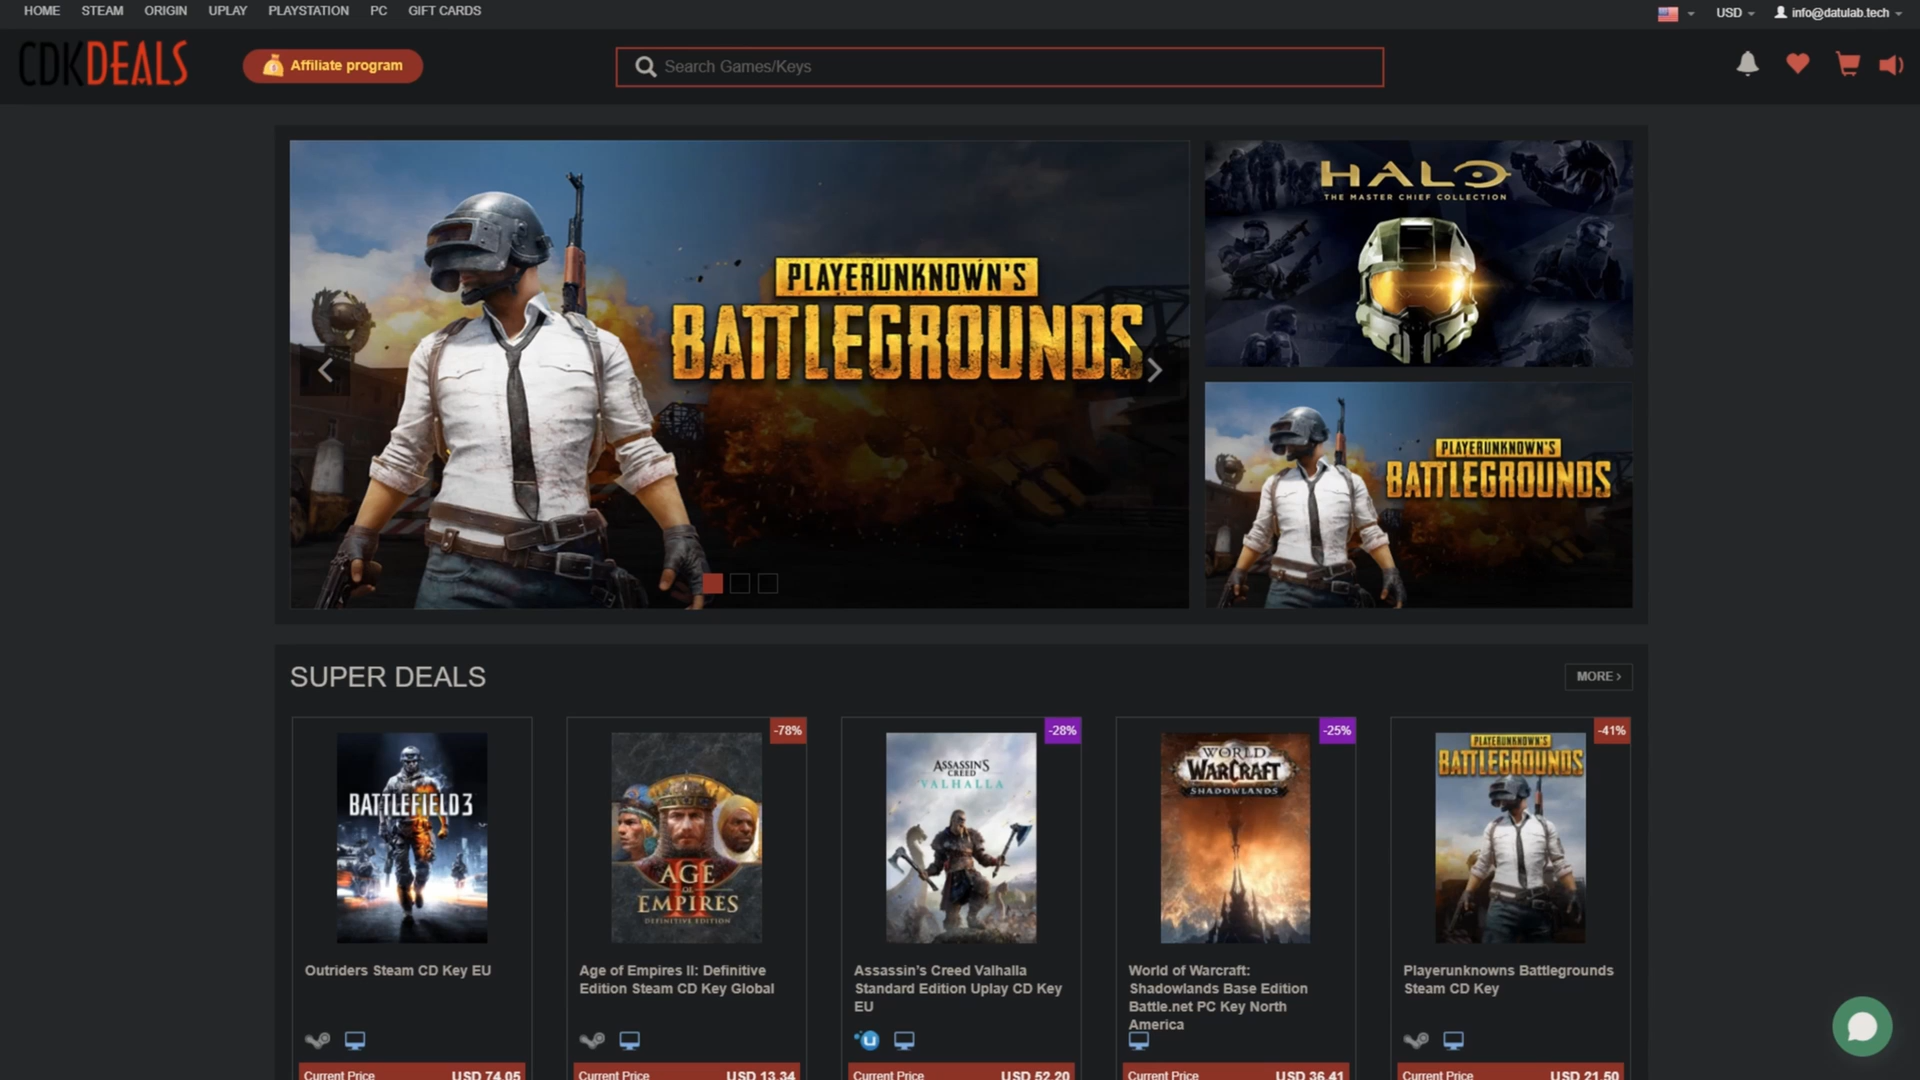 HOME STEAM ORIGIN UPLAY PLAYSTATION PC GIFT CARDS
USD info@datulab.tech
CDKDEALS
Affiliate program
Search Games/Keys
PLAYERUNKNOWN'S
BATTLEGROUNDS
HALO
THE MASTER CHIEF COLLECTION
PLAYERUNKNOWN'S
BATTLEGROUNDS
SUPER DEALS
MORE ›
BATTLEFIELD 3
Outriders Steam CD Key EU
Current Price USD 74.05
-78%
AGE
OF
EMPIRES
II
DEFINITIVE EDITION
Age of Empires II: Definitive
Edition Steam CD Key Global
Current Price USD 13.34
-28%
ASSASSIN'S
CREED
VALHALLA
Assassin's Creed Valhalla
Standard Edition Uplay CD Key
EU
Current Price USD 52.20
-25%
WORLD
OF
WARCRAFT
SHADOWLANDS
World of Warcraft:
Shadowlands Base Edition
Battle.net PC Key North
America
Current Price USD 36.41
-41%
PLAYERUNKNOWN'S
BATTLEGROUNDS
Playerunknowns Battlegrounds
Steam CD Key
Current Price USD 21.50